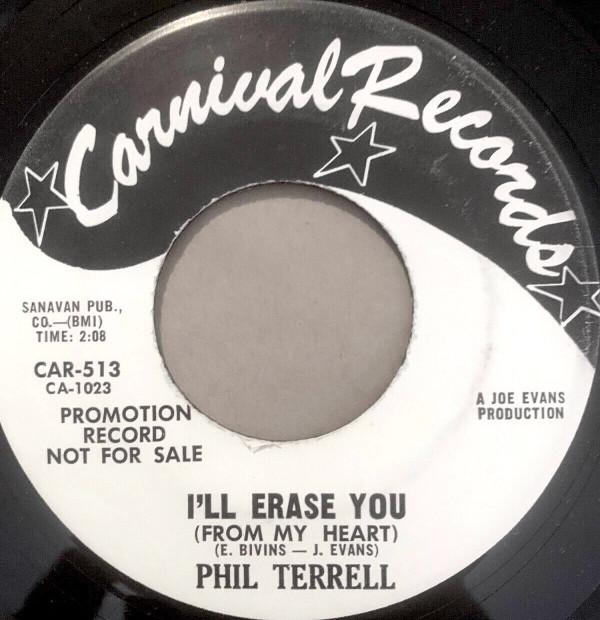 Carnival Records
SANAVAN PUB.,
CO.—(BMI)
TIME: 2:08
CAR-513
CA-1023
PROMOTION
RECORD
NOT FOR SALE
A JOE EVANS
PRODUCTION
I'LL ERASE YOU
(FROM MY HEART)
(E. BIVINS — J. EVANS)
PHIL TERRELL